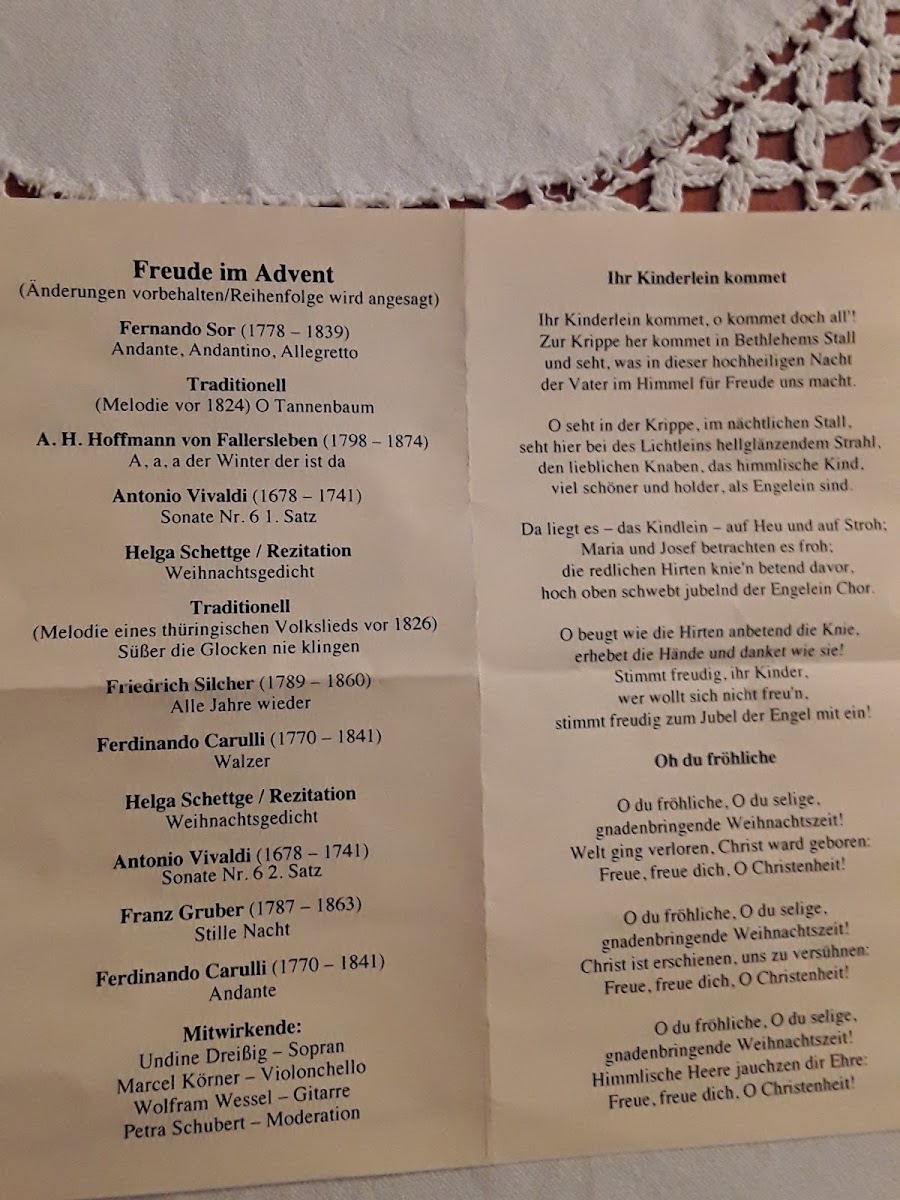 Freude im Advent
(Änderungen vorbehalten/Reihenfolge wird angesagt)
Fernando Sor (1778 – 1839)
Andante, Andantino, Allegretto
Traditionell
(Melodie vor 1824) O Tannenbaum
A. H. Hoffmann von Fallersleben (1798 – 1874)
A, a, a der Winter der ist da
Antonio Vivaldi (1678 – 1741)
Sonate Nr. 6 1. Satz
Helga Schettge / Rezitation
Weihnachtsgedicht
Traditionell
(Melodie eines thüringischen Volkslieds vor 1826)
Süßer die Glocken nie klingen
Friedrich Silcher (1789 – 1860)
Alle Jahre wieder
Ferdinando Carulli (1770 – 1841)
Walzer
Helga Schettge / Rezitation
Weihnachtsgedicht
Antonio Vivaldi (1678 – 1741)
Sonate Nr. 6 2. Satz
Franz Gruber (1787 – 1863)
Stille Nacht
Ferdinando Carulli (1770 – 1841)
Andante
Mitwirkende:
Undine Dreißig – Sopran
Marcel Körner – Violonchello
Wolfram Wessel – Gitarre
Petra Schubert – Moderation
Ihr Kinderlein kommet
Ihr Kinderlein kommet, o kommet doch all'!
Zur Krippe her kommet in Bethlehems Stall
und seht, was in dieser hochheiligen Nacht
der Vater im Himmel für Freude uns macht.
O seht in der Krippe, im nächtlichen Stall,
seht hier bei des Lichtleins hellglänzendem Strahl,
den lieblichen Knaben, das himmlische Kind,
viel schöner und holder, als Engelein sind.
Da liegt es – das Kindlein – auf Heu und auf Stroh;
Maria und Josef betrachten es froh;
die redlichen Hirten knie'n betend davor,
hoch oben schwebt jubelnd der Engelein Chor.
O beugt wie die Hirten anbetend die Knie,
erhebet die Hände und danket wie sie!
Stimmt freudig, ihr Kinder,
wer wollt sich nicht freu'n,
stimmt freudig zum Jubel der Engel mit ein!
Oh du fröhliche
O du fröhliche, O du selige,
gnadenbringende Weihnachtszeit!
Welt ging verloren, Christ ward geboren:
Freue, freue dich, O Christenheit!
O du fröhliche, O du selige,
gnadenbringende Weihnachtszeit!
Christ ist erschienen, uns zu versühnen:
Freue, freue dich, O Christenheit!
O du fröhliche, O du selige,
gnadenbringende Weihnachtszeit!
Himmlische Heere jauchzen dir Ehre:
Freue, freue dich, O Christenheit!